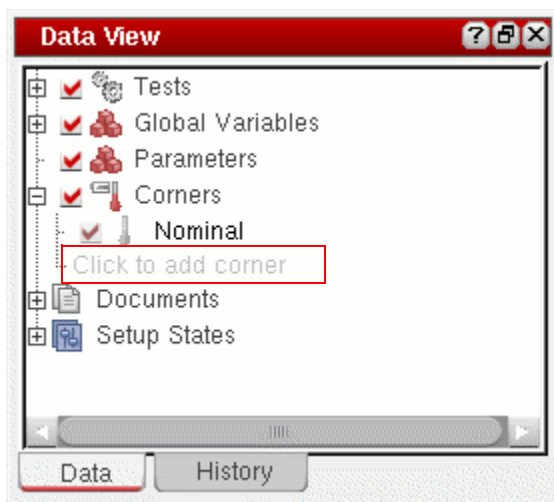 Data View
Tests
Global Variables
Parameters
Corners
Nominal
Click to add corner
Documents
Setup States
Data History